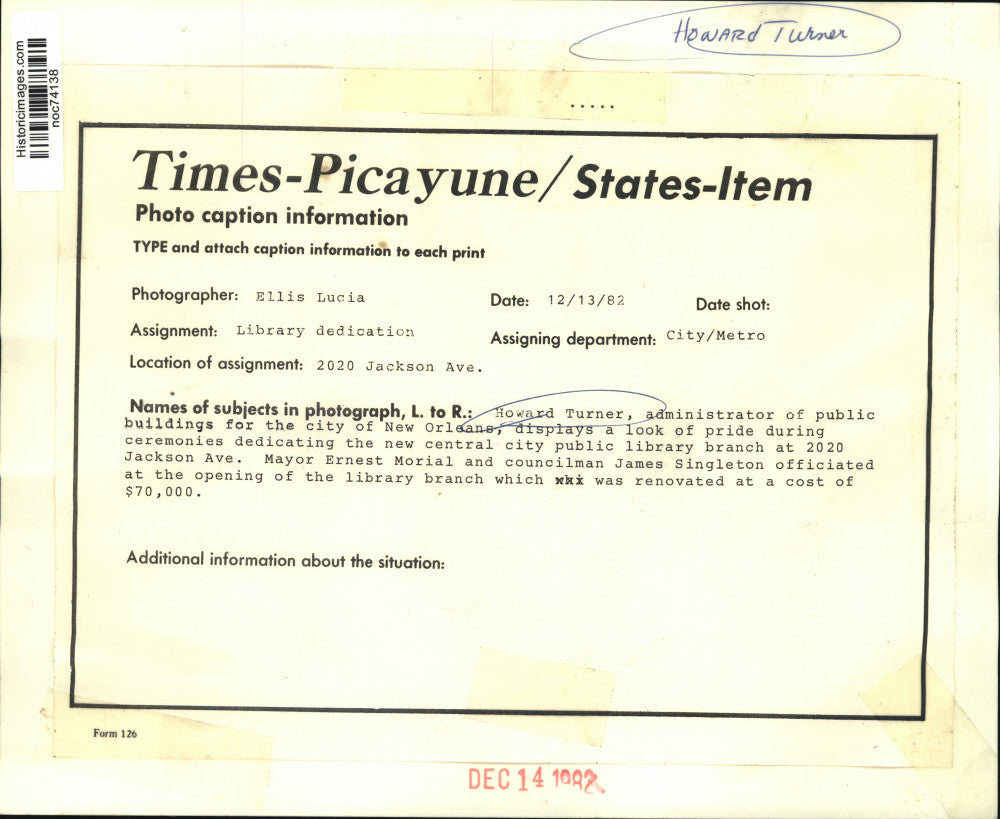 Howard Turner
Historicimages.com
noc74138
.....
Times-Picayune/States-Item
Photo caption information
TYPE and attach caption information to each print
Photographer: Ellis Lucia Date: 12/13/82 Date shot:
Assignment: Library dedication Assigning department: City/Metro
Location of assignment: 2020 Jackson Ave.
Names of subjects in photograph, L. to R.: Howard Turner, administrator of public
buildings for the city of New Orleans, displays a look of pride during
ceremonies dedicating the new central city public library branch at 2020
Jackson Ave. Mayor Ernest Morial and councilman James Singleton officiated
at the opening of the library branch which was renovated at a cost of
$70,000.
Additional information about the situation:
Form 126
DEC 14 1982